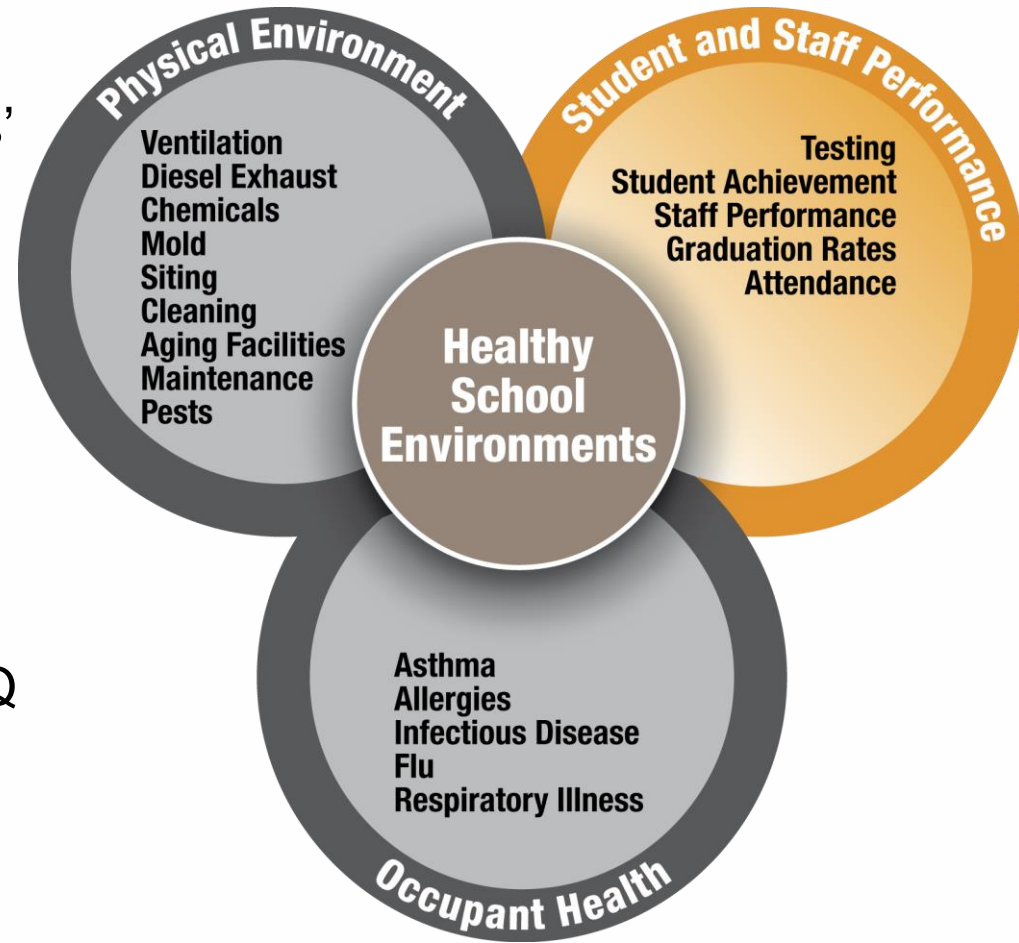 Physical Environment
Ventilation
Diesel Exhaust
Chemicals
Mold
Siting
Cleaning
Aging Facilities
Maintenance
Pests
Student and Staff Performance
Testing
Student Achievement
Staff Performance
Graduation Rates
Attendance
Healthy
School
Environments
Asthma
Allergies
Infectious Disease
Flu
Respiratory Illness
Occupant Health